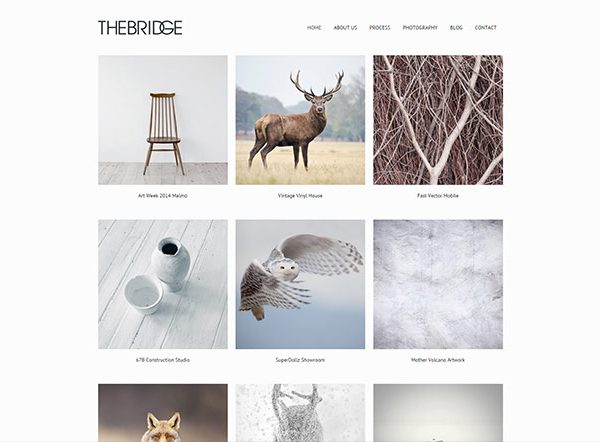 THEBRIDGE
HOME ABOUT US PROCESS PHOTOGRAPHY BLOG CONTACT
Art Week 2014 Malmö
Vintage Vinyl House
Fast Vector Mobile
67B Construction Studio
SuperDollz Showroom
Mother Volcano Artwork